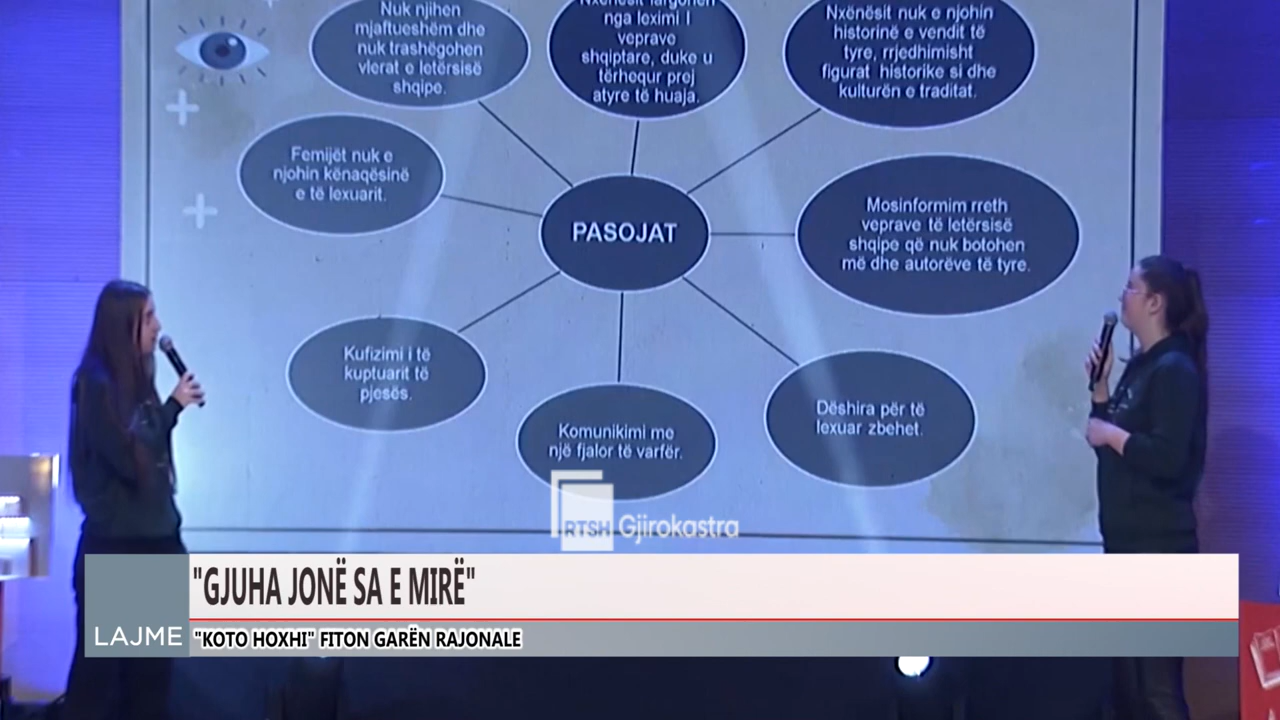 Nuk njihen
mjaftueshëm dhe
nuk trashëgohen
vlerat e letërsisë
shqipe.
Nxënësit largohen
nga leximi i
veprave
shqiptare, duke u
tërhequr prej
atyre të huaja.
Nxënësit nuk e njohin
historinë e vendit të
tyre, rrjedhimisht
figurat historike si dhe
kulturën e traditat.
Femijët nuk e
njohin kënaqësinë
e të lexuarit.
PASOJAT
Mosinformim rreth
veprave të letërsisë
shqipe që nuk botohen
më dhe autorëve të tyre.
Kufizimi i të
kuptuarit të
pjesës.
Komunikimi me
një fjalor të varfër.
Dëshira për të
lexuar zbehet.
RTSH Gjirokastra
"GJUHA JONË SA E MIRË"
LAJME "KOTO HOXHI" FITON GARËN RAJONALE